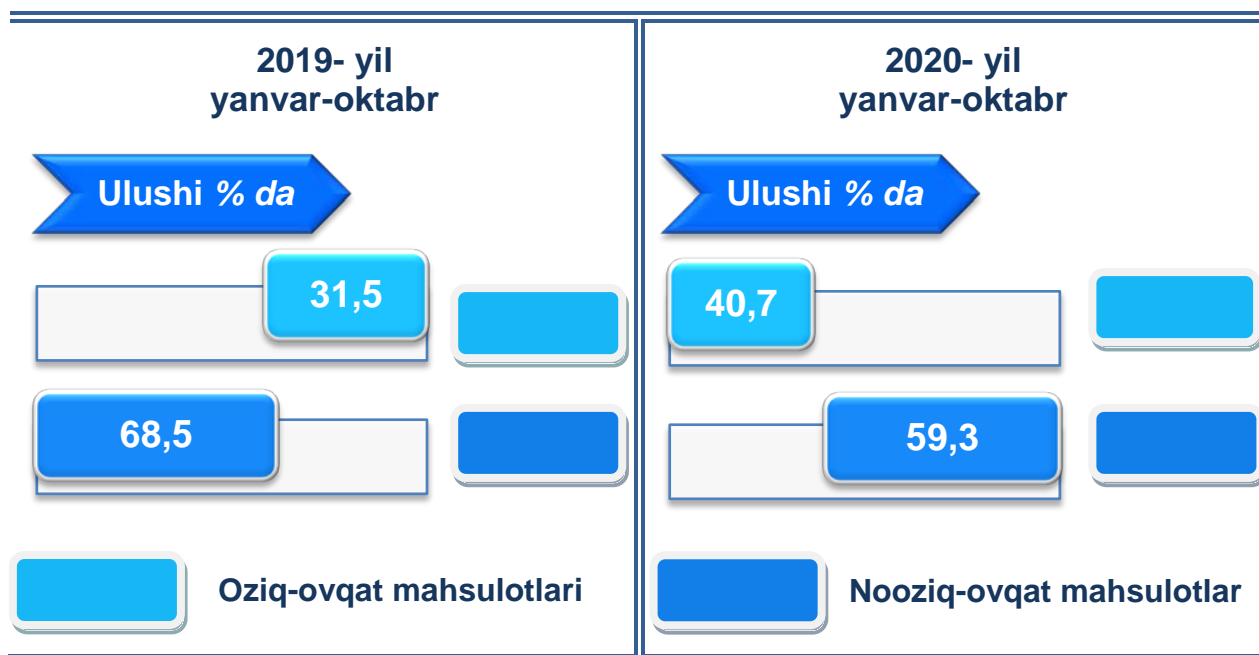 2019- yil
yanvar-oktabr
Ulushi % da
31,5
68,5
2020- yil
yanvar-oktabr
Ulushi % da
40,7
59,3
Oziq-ovqat mahsulotlari
Nooziq-ovqat mahsulotlar